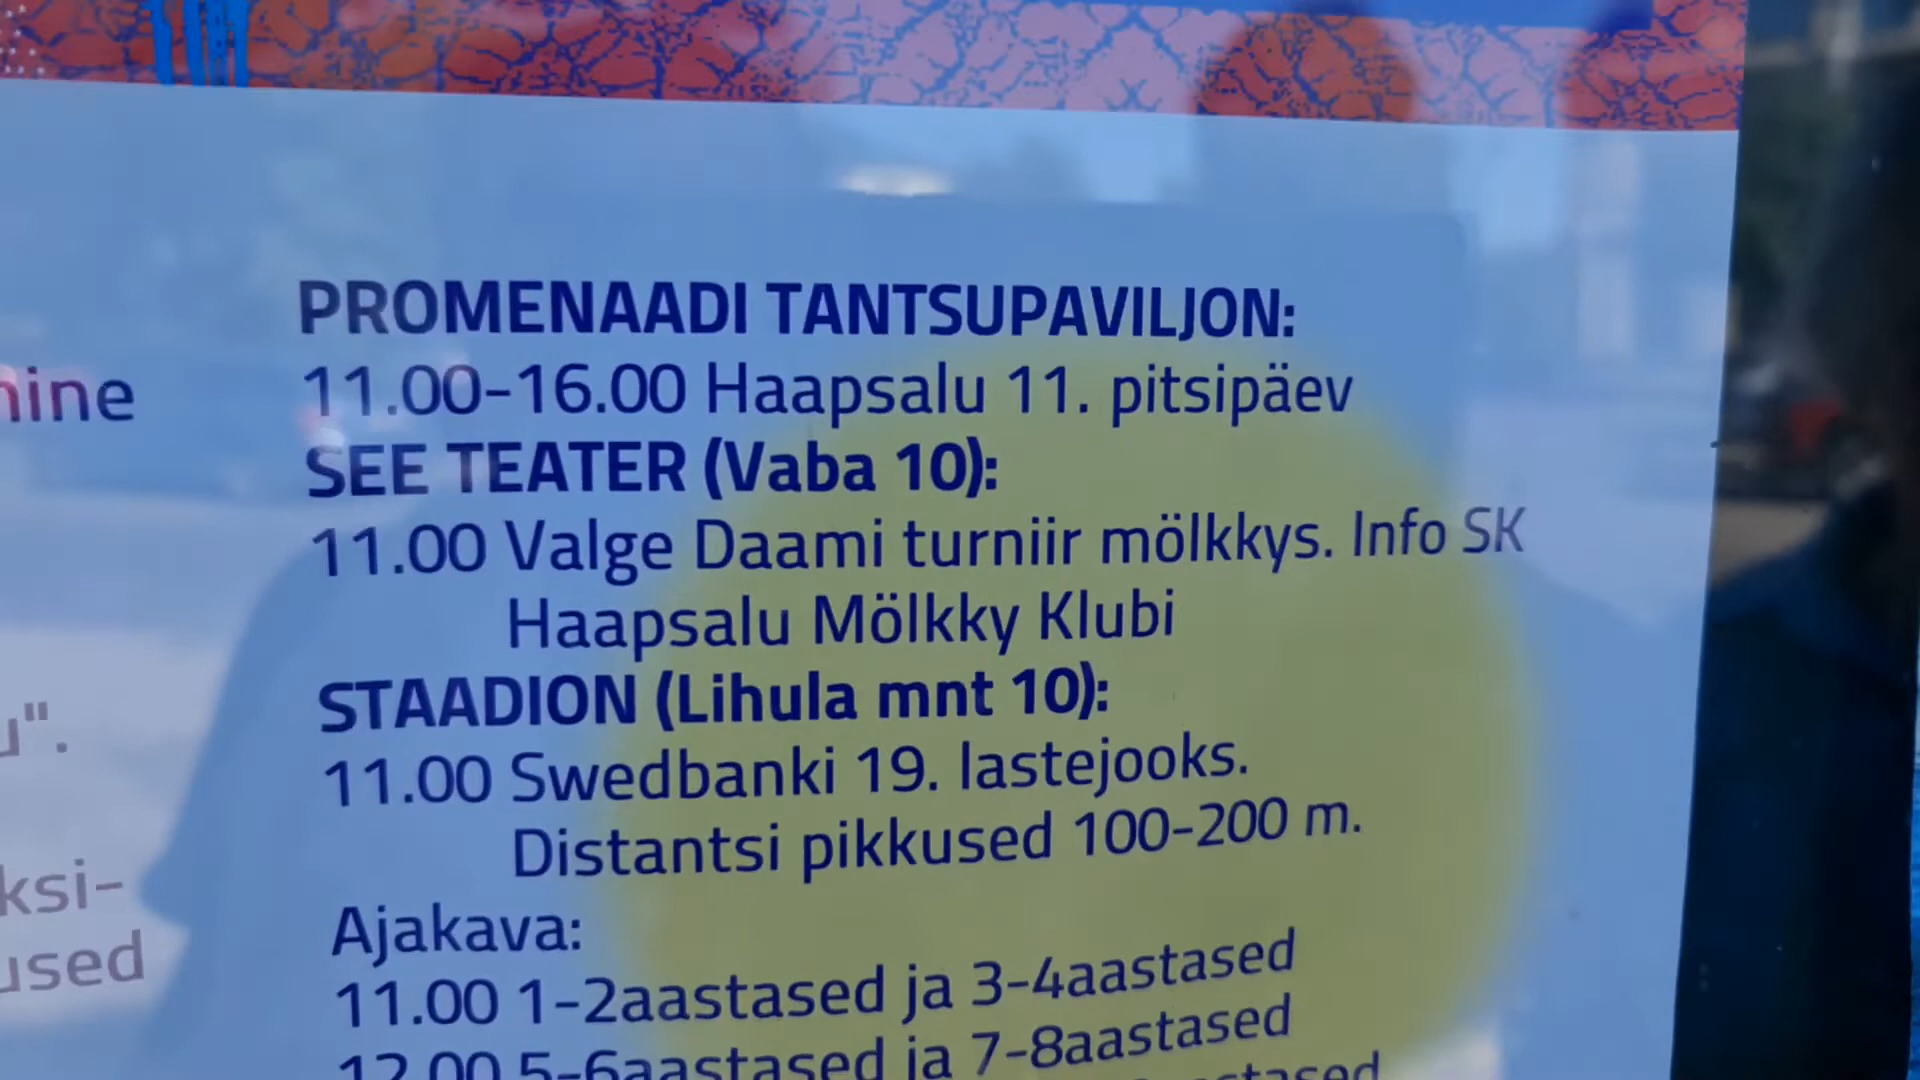 PROMENAADI TANTSUPAVILJON:
11.00-16.00 Haapsalu 11. pitsipäev
SEE TEATER (Vaba 10):
11.00 Valge Daami turniir mölkkys. Info SK
Haapsalu Mölkky Klubi
STAADION (Lihula mnt 10):
11.00 Swedbanki 19. lastejooks.
Distantsi pikkused 100-200 m.
Ajakava:
11.00 1-2aastased ja 3-4aastased
12.00 5-6aastased ja 7-8aastased